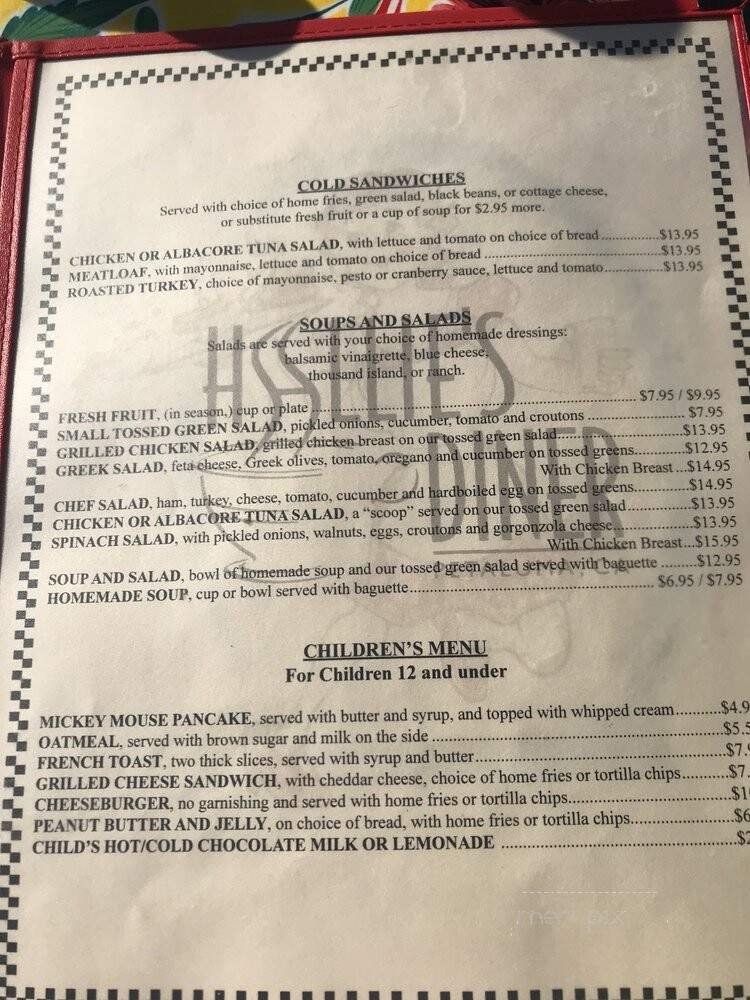 COLD SANDWICHES
Served with choice of home fries, green salad, black beans, or cottage cheese,
or substitute fresh fruit or a cup of soup for $2.95 more.
CHICKEN OR ALBACORE TUNA SALAD, with lettuce and tomato on choice of bread ..............$13.95
MEATLOAF, with mayonnaise, lettuce and tomato on choice of bread ..........................................$13.95
ROASTED TURKEY, choice of mayonnaise, pesto or cranberry sauce, lettuce and tomato..............$13.95
SOUPS AND SALADS
Salads are served with your choice of homemade dressings:
balsamic vinaigrette, blue cheese,
thousand island, or ranch.
FRESH FRUIT, (in season,) cup or plate ........................................................................ $7.95 / $9.95
SMALL TOSSED GREEN SALAD, pickled onions, cucumber, tomato and croutons ...................... $7.95
GRILLED CHICKEN SALAD, grilled chicken breast on our tossed green salad............................$13.95
GREEK SALAD, feta cheese, Greek olives, tomato, oregano and cucumber on tossed greens............$12.95
With Chicken Breast ...$14.95
CHEF SALAD, ham, turkey, cheese, tomato, cucumber and hardboiled egg on tossed greens............$14.95
CHICKEN OR ALBACORE TUNA SALAD, a “scoop” served on our tossed green salad..............$13.95
SPINACH SALAD, with pickled onions, walnuts, eggs, croutons and gorgonzola cheese.................$13.95
With Chicken Breast...$15.95
SOUP AND SALAD, bowl of homemade soup and our tossed green salad served with baguette .........$12.95
HOMEMADE SOUP, cup or bowl served with baguette...................................................... $6.95 / $7.95
HALLIE'S
DINER
PETALUMA, CA
CHILDREN'S MENU
For Children 12 and under
MICKEY MOUSE PANCAKE, served with butter and syrup, and topped with whipped cream..........$4.9
OATMEAL, served with brown sugar and milk on the side .........................................................$5.5
FRENCH TOAST, two thick slices, served with syrup and butter..................................................$7.
GRILLED CHEESE SANDWICH, with cheddar cheese, choice of home fries or tortilla chips..........$7.
CHEESEBURGER, no garnishing and served with home fries or tortilla chips................................$1
PEANUT BUTTER AND JELLY, on choice of bread, with home fries or tortilla chips....................$6
CHILD'S HOT/COLD CHOCOLATE MILK OR LEMONADE ..............................................$2
menupix